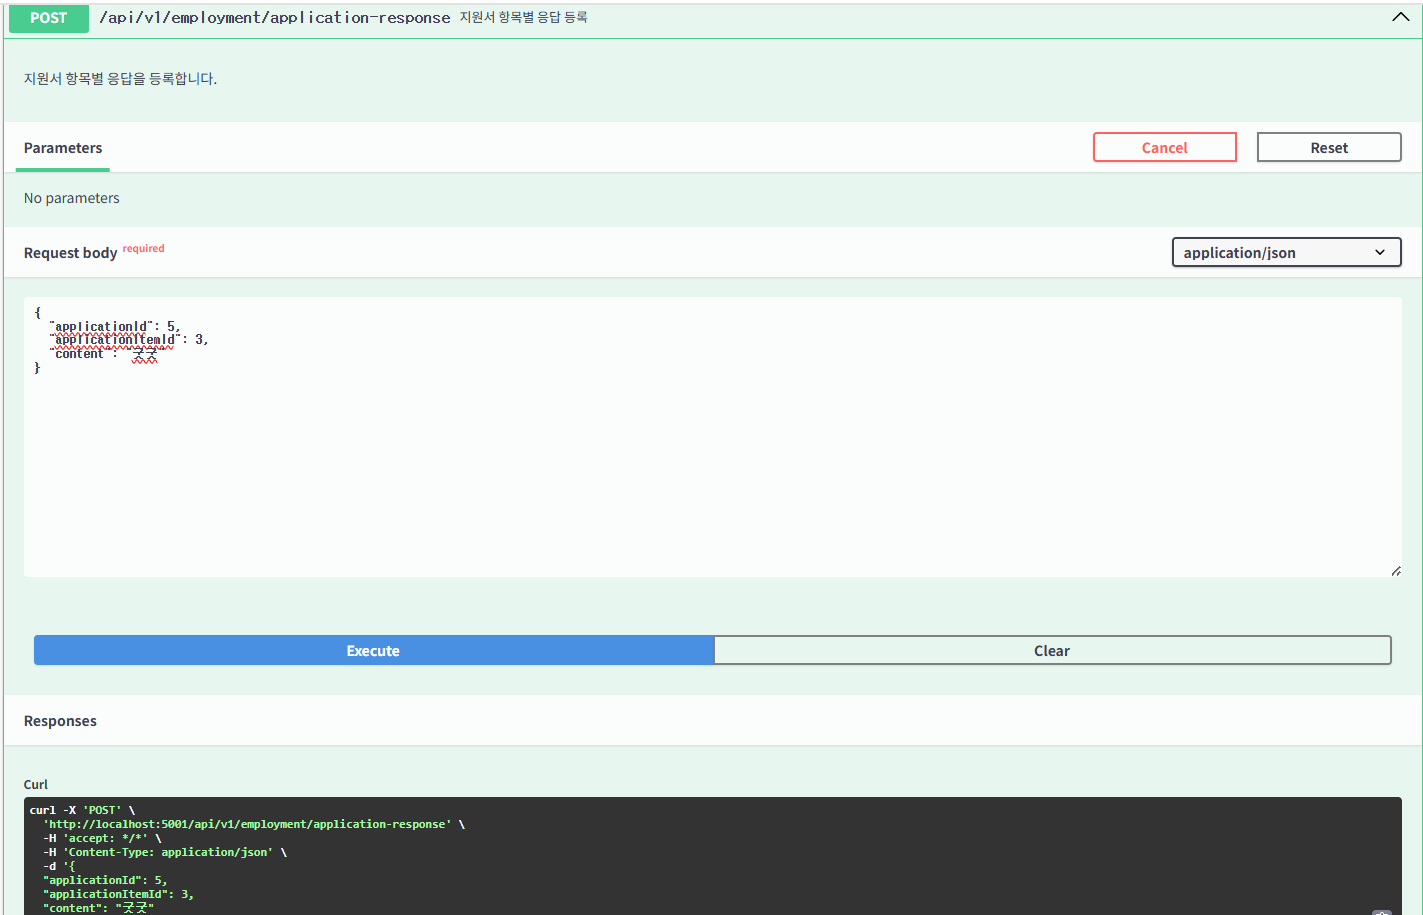 POST /api/v1/employment/application-response 지원서 항목별 응답 등록
지원서 항목별 응답을 등록합니다.
Parameters Cancel Reset
No parameters
Request body required application/json
{
"applicationId": 5,
"applicationItemId": 3,
"content": "굿굿"
}
Execute Clear
Responses
Curl
curl -X 'POST' \
'http://localhost:5001/api/v1/employment/application-response' \
-H 'accept: */*' \
-H 'Content-Type: application/json' \
-d '{
"applicationId": 5,
"applicationItemId": 3,
"content": "굿굿"